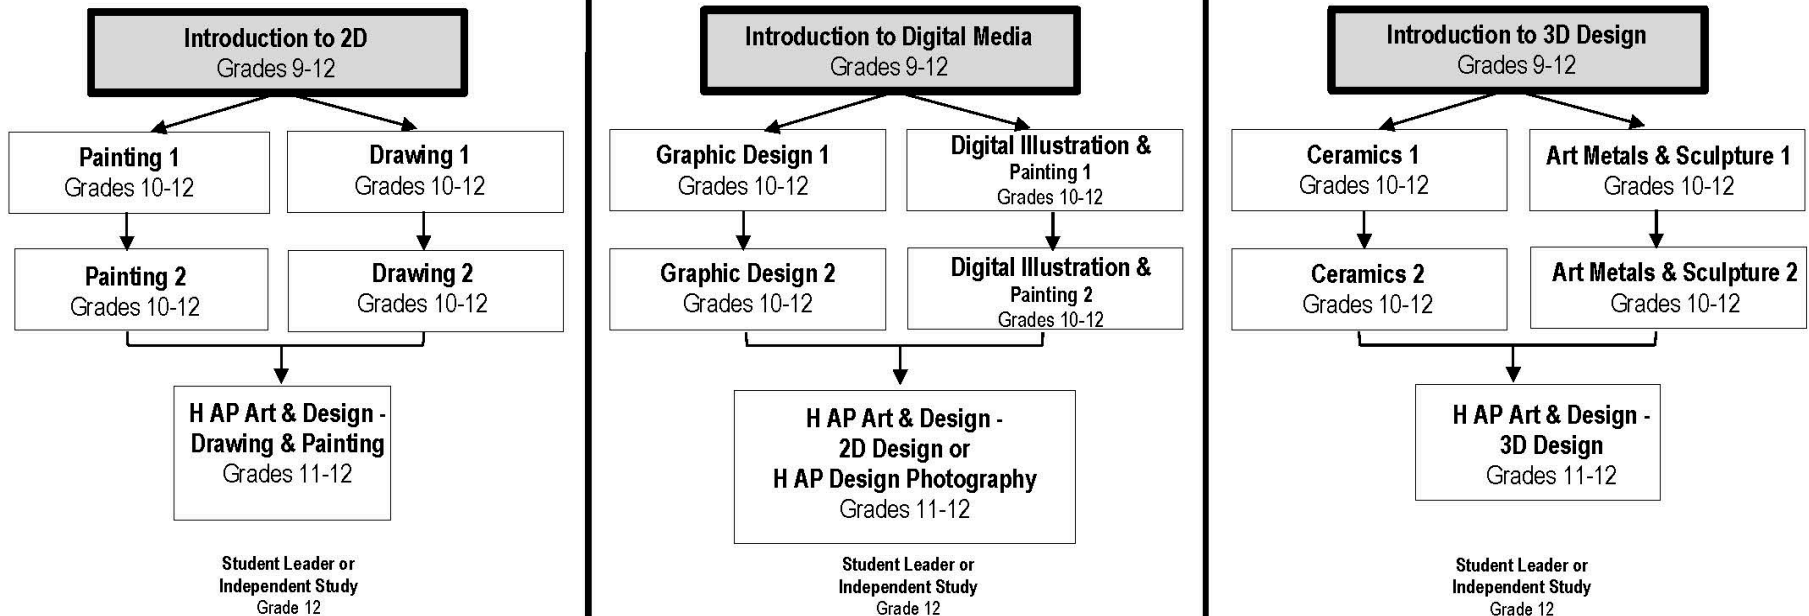 Introduction to 2D
Grades 9-12
Painting 1
Grades 10-12
Drawing 1
Grades 10-12
Painting 2
Grades 10-12
Drawing 2
Grades 10-12
H AP Art & Design -
Drawing & Painting
Grades 11-12
Student Leader or
Independent Study
Grade 12
Introduction to Digital Media
Grades 9-12
Graphic Design 1
Grades 10-12
Digital Illustration &
Painting 1
Grades 10-12
Graphic Design 2
Grades 10-12
Digital Illustration &
Painting 2
Grades 10-12
H AP Art & Design -
2D Design or
H AP Design Photography
Grades 11-12
Student Leader or
Independent Study
Grade 12
Introduction to 3D Design
Grades 9-12
Ceramics 1
Grades 10-12
Art Metals & Sculpture 1
Grades 10-12
Ceramics 2
Grades 10-12
Art Metals & Sculpture 2
Grades 10-12
H AP Art & Design -
3D Design
Grades 11-12
Student Leader or
Independent Study
Grade 12